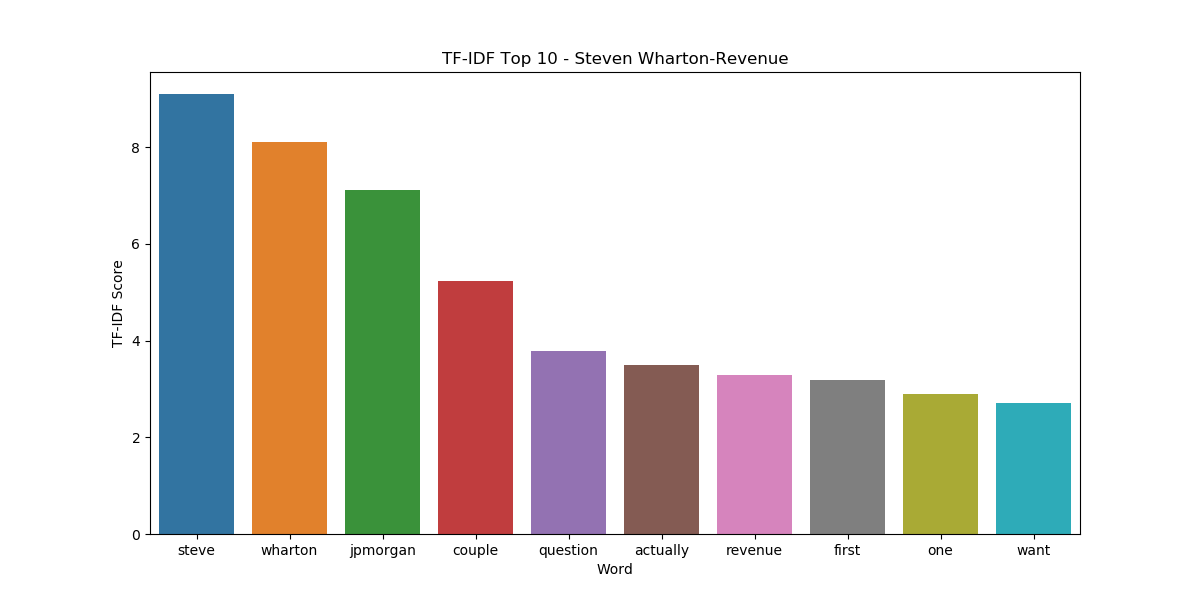 TF-IDF Top 10 - Steven Wharton-Revenue
TF-IDF Score
8
6
4
2
0
steve wharton jpmorgan couple question actually revenue first one want
Word